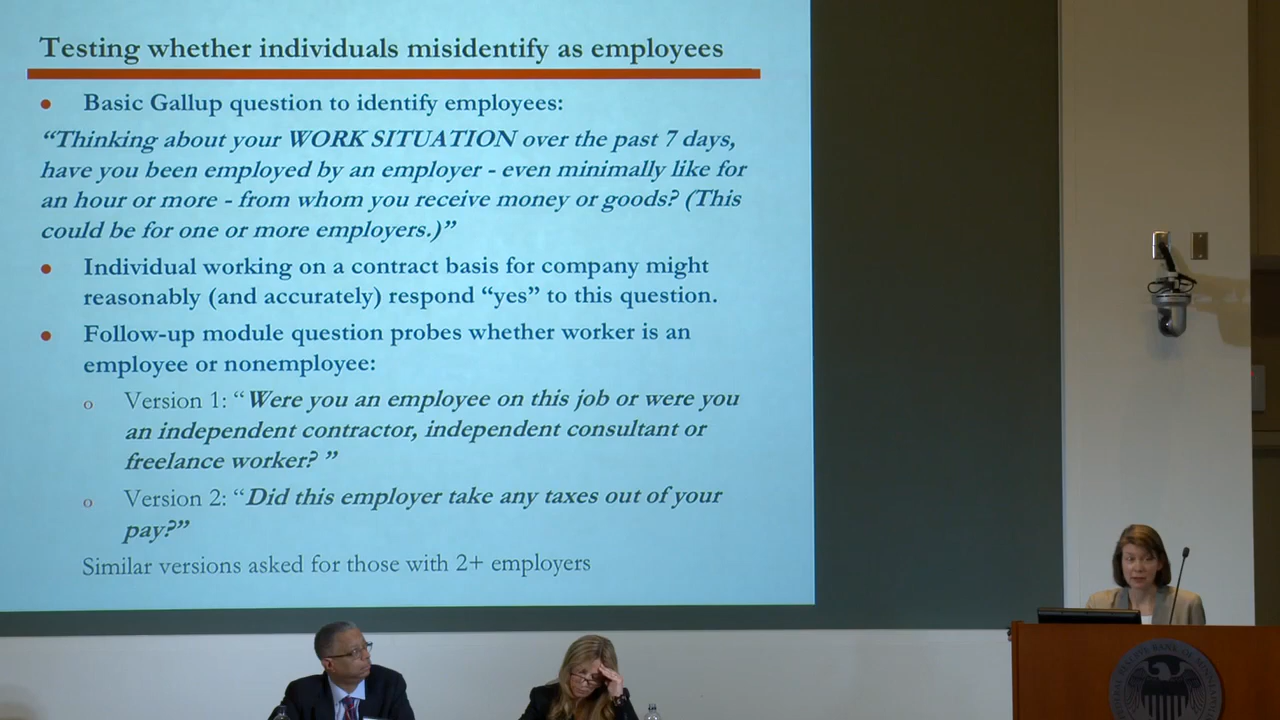 Testing whether individuals misidentify as employees
• Basic Gallup question to identify employees:
“Thinking about your WORK SITUATION over the past 7 days,
have you been employed by an employer - even minimally like for
an hour or more - from whom you receive money or goods? (This
could be for one or more employers.)”
• Individual working on a contract basis for company might
reasonably (and accurately) respond “yes” to this question.
• Follow-up module question probes whether worker is an
employee or nonemployee:
o Version 1: “Were you an employee on this job or were you
an independent contractor, independent consultant or
freelance worker? ”
o Version 2: “Did this employer take any taxes out of your
pay?”
Similar versions asked for those with 2+ employers
FEDERAL RESERVE BANK OF MINNEAPOLIS